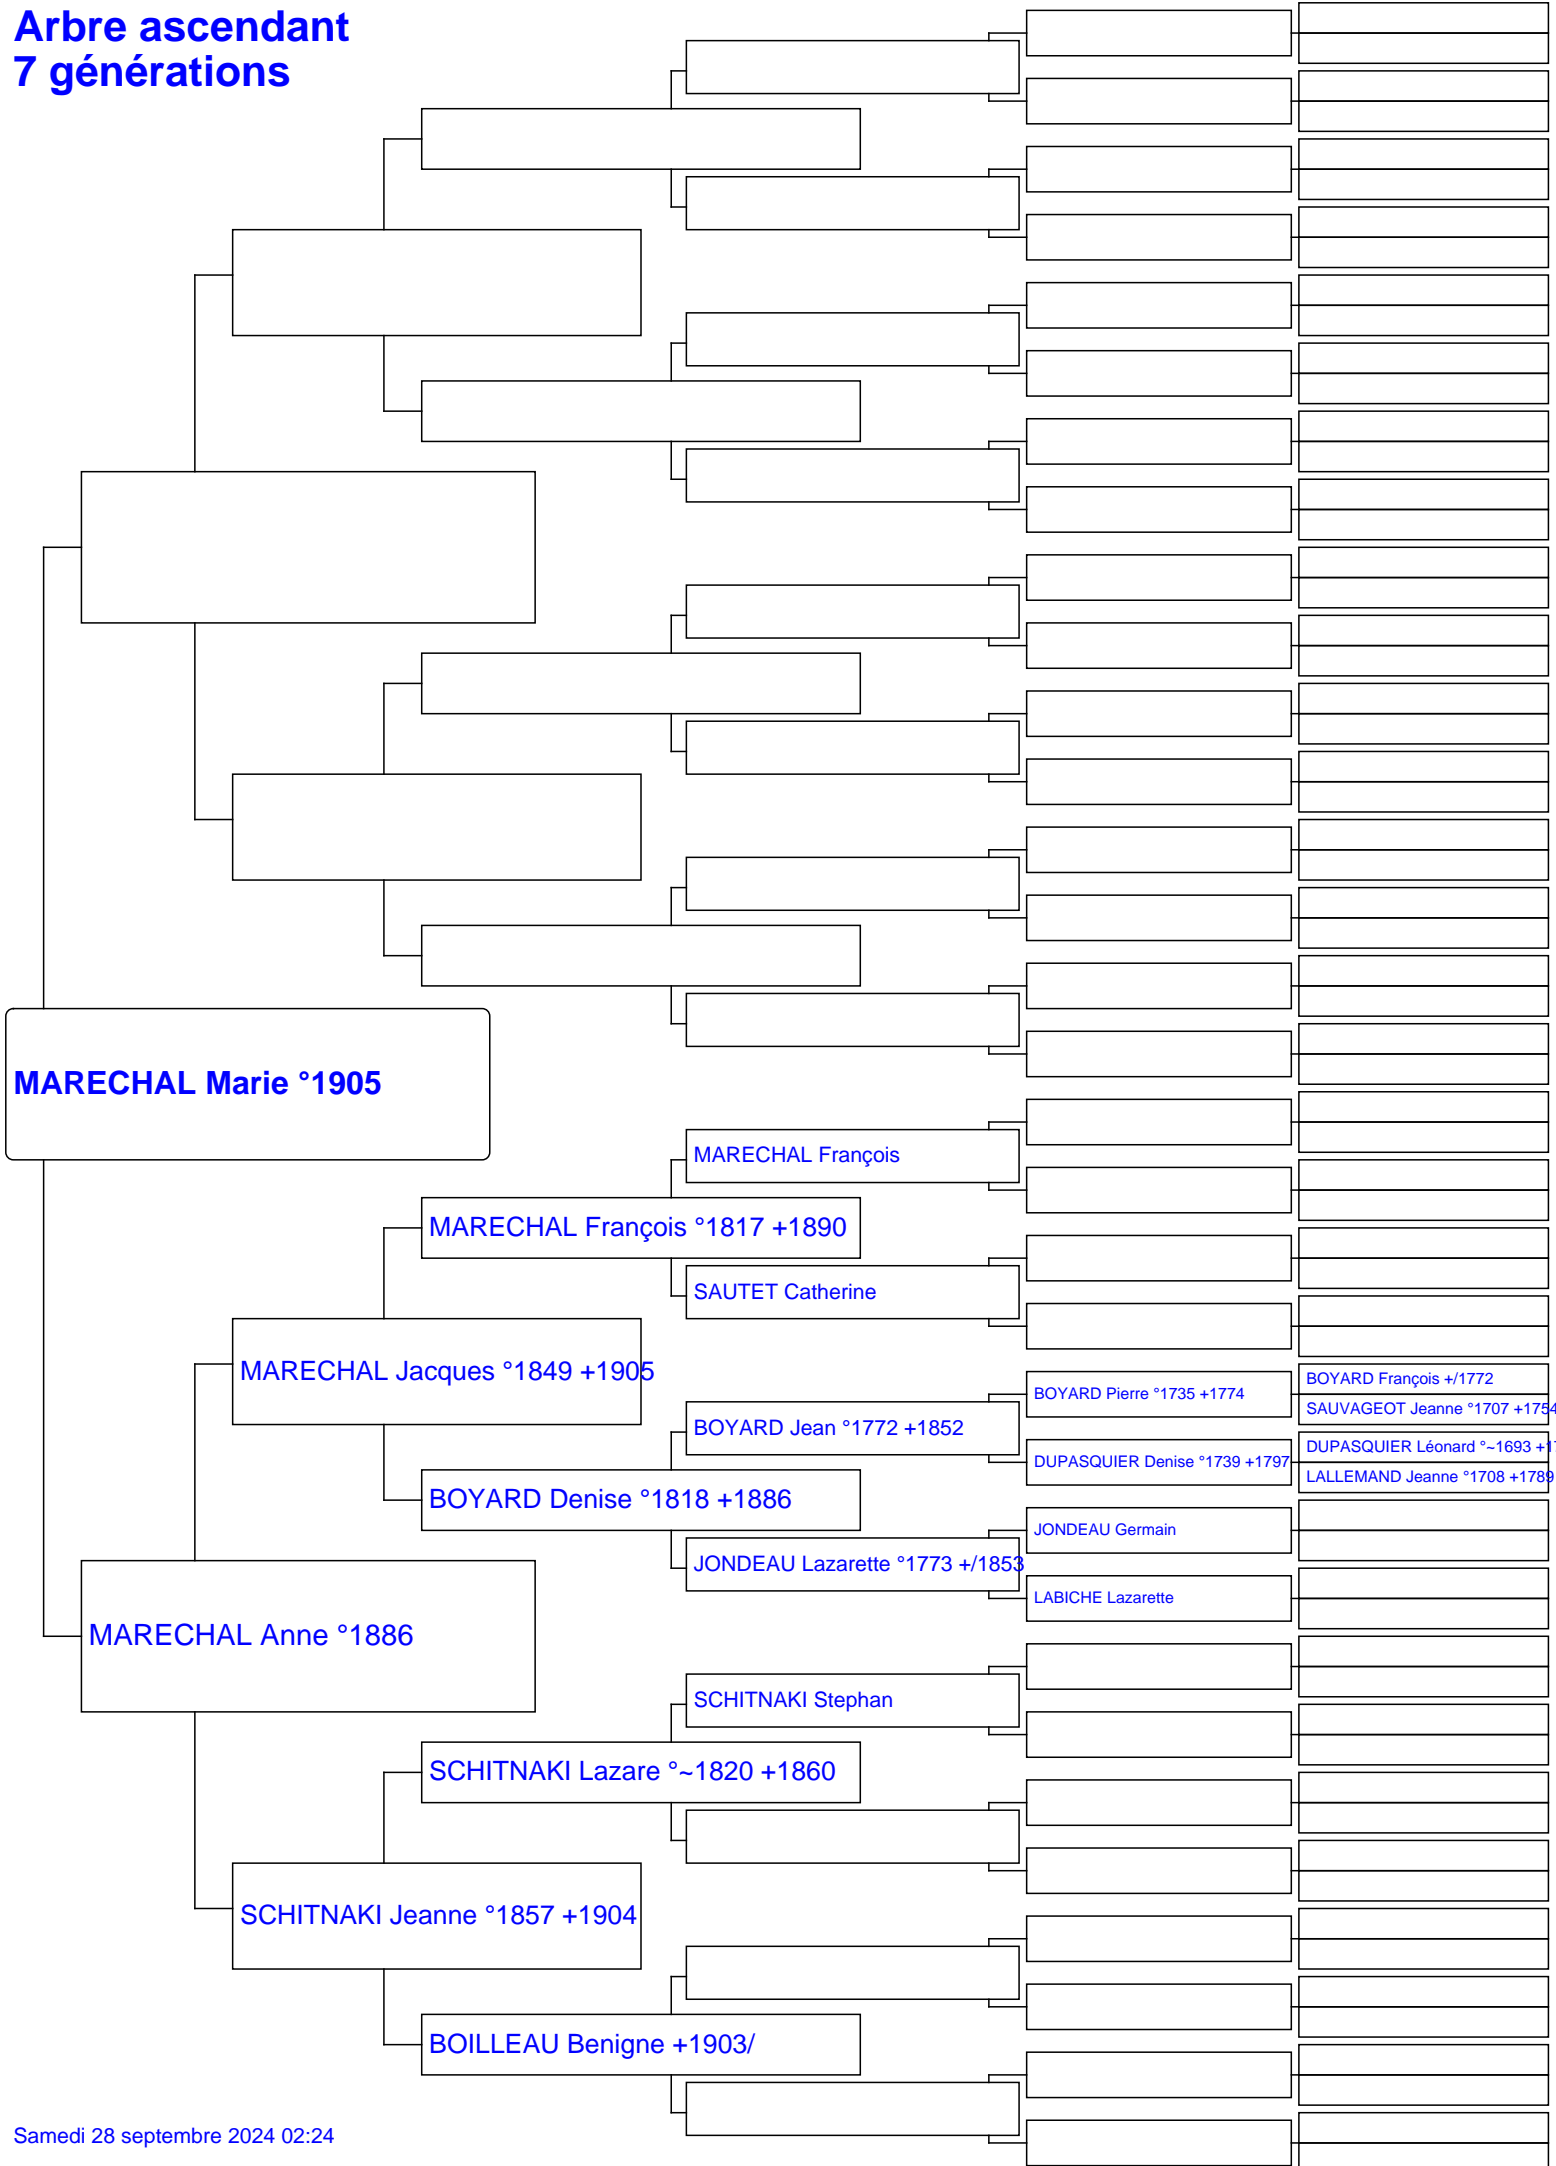 Arbre ascendant
7 générations
MARECHAL Marie °1905
MARECHAL François
MARECHAL François °1817 +1890
SAUTET Catherine
MARECHAL Jacques °1849 +1905
BOYARD Pierre °1735 +1774
BOYARD François +/1772
SAUVAGEOT Jeanne °1707 +1754
BOYARD Jean °1772 +1852
DUPASQUIER Denise °1739 +1797
DUPASQUIER Léonard °~1693
LALLEMAND Jeanne °1708 +1789
BOYARD Denise °1818 +1886
JONDEAU Germain
JONDEAU Lazarette °1773 +/1853
LABICHE Lazarette
MARECHAL Anne °1886
SCHITNAKI Stephan
SCHITNAKI Lazare °~1820 +1860
SCHITNAKI Jeanne °1857 +1904
BOILLEAU Benigne +1903/
Samedi 28 septembre 2024 02:24